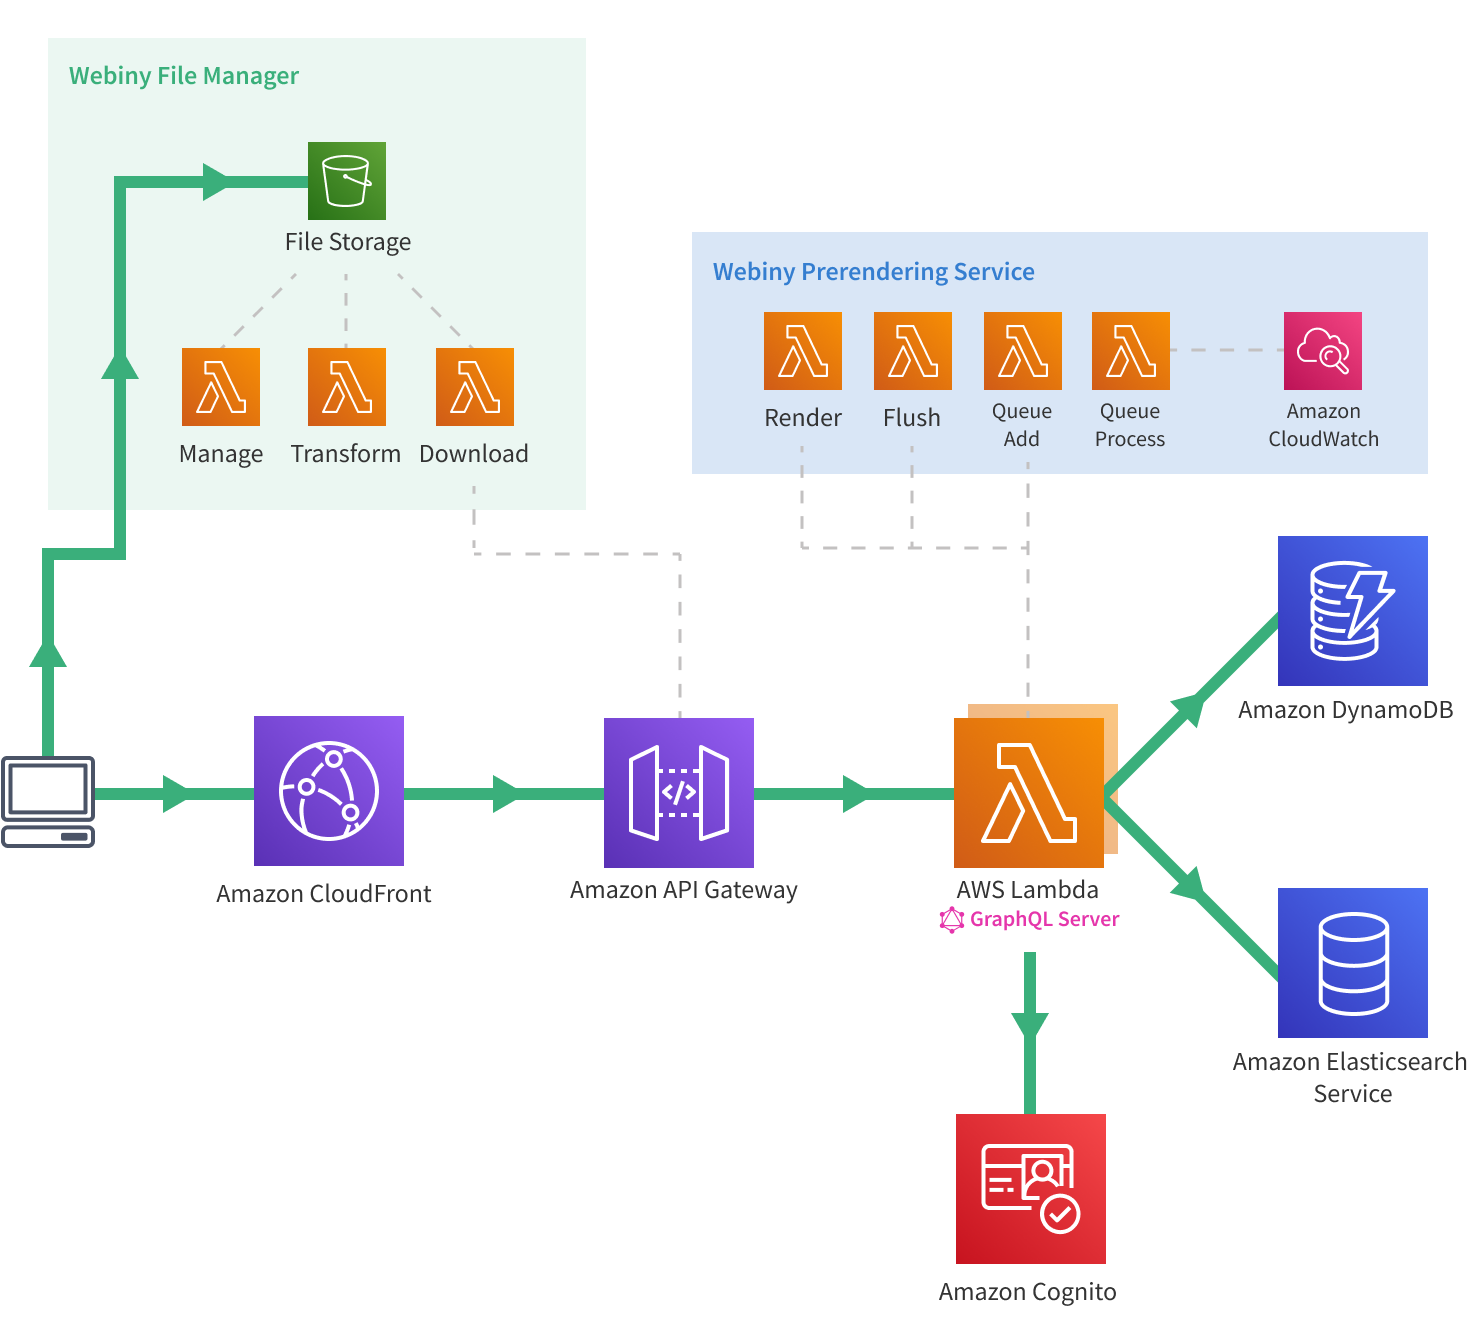 Webiny File Manager
File Storage
Manage
Transform
Download
Webiny Prerendering Service
Render
Flush
Queue
Add
Queue
Process
Amazon
CloudWatch
Amazon DynamoDB
Amazon CloudFront
Amazon API Gateway
AWS Lambda
GraphQL Server
Amazon Elasticsearch
Service
Amazon Cognito